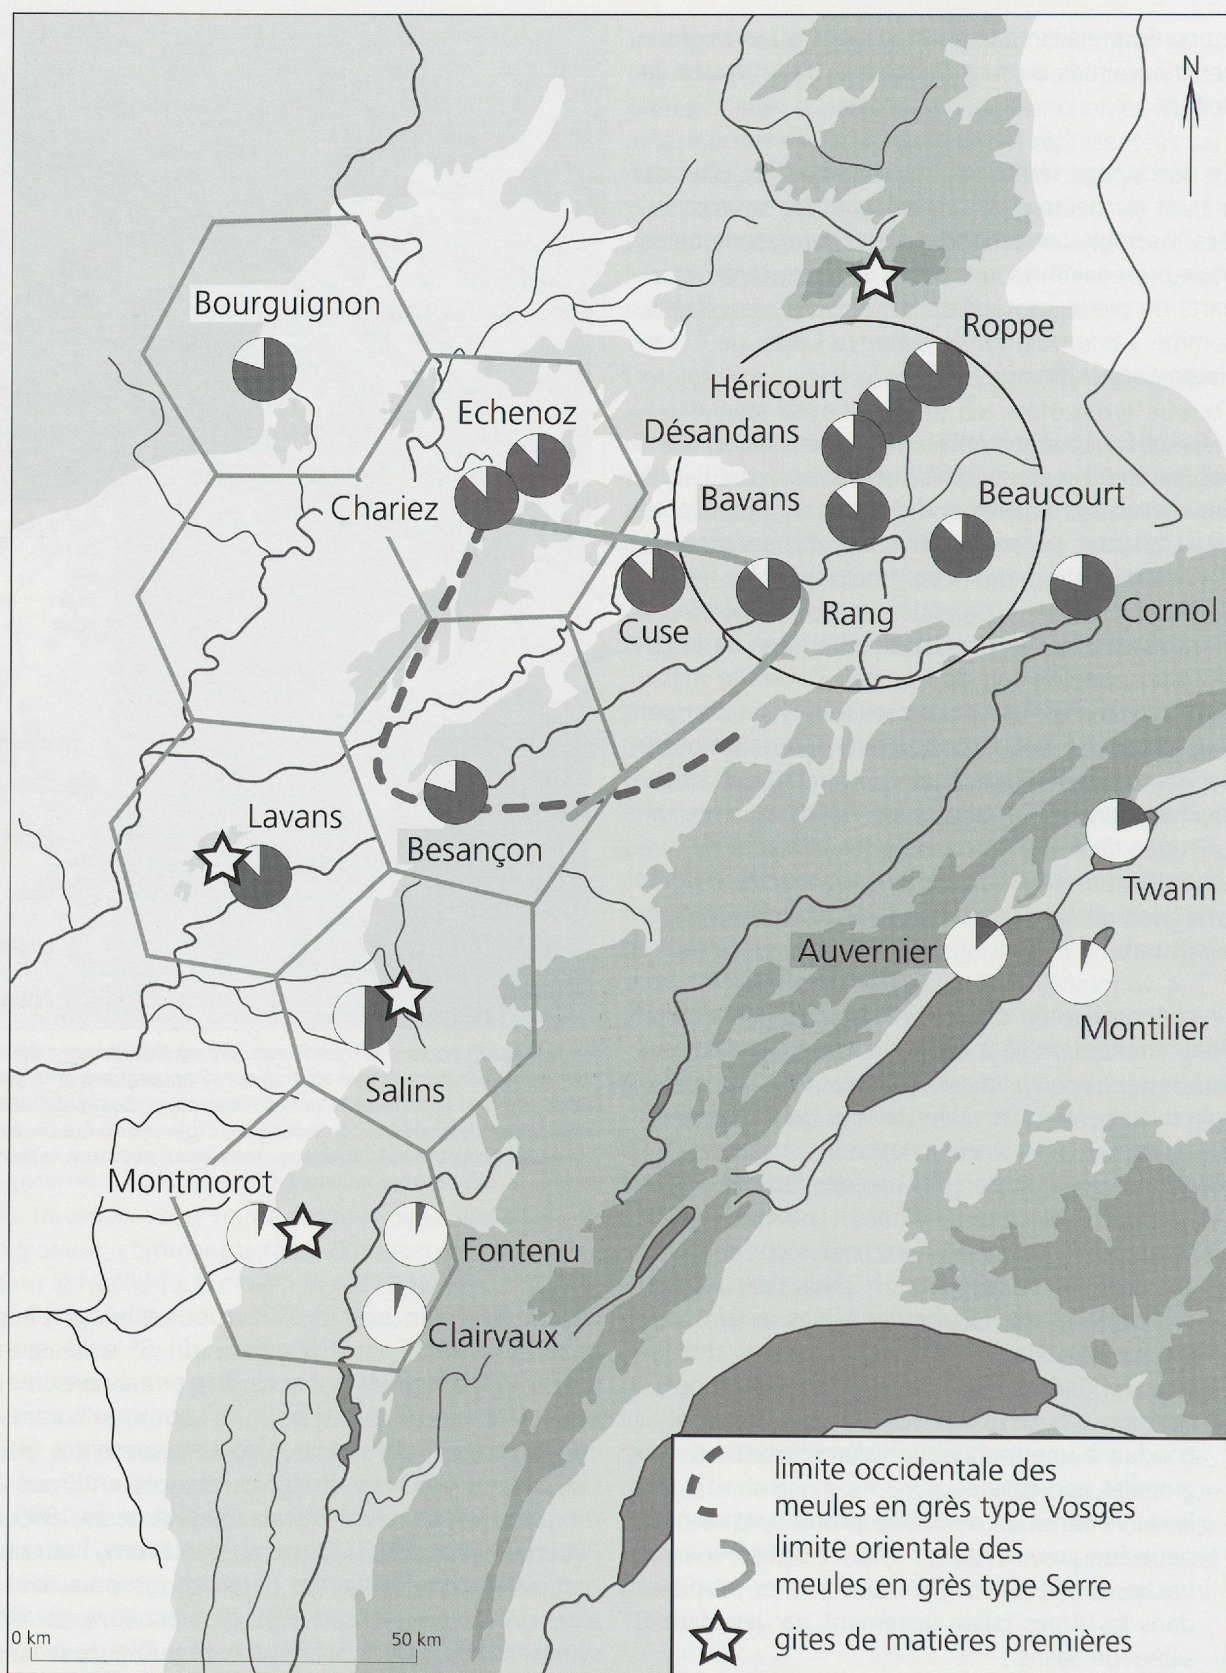 N
Bourguignon
Roppe
Héricourt
Echenoz
Désandans
Chariez
Bavans
Beaucourt
Cuse
Rang
Cornol
Lavans
Besançon
Twann
Auvernier
Montilier
Salins
Montmorot
Fontenu
Clairvaux
limite occidentale des
meules en grès type Vosges
limite orientale des
meules en grès type Serre
gites de matières premières
0 km
50 km